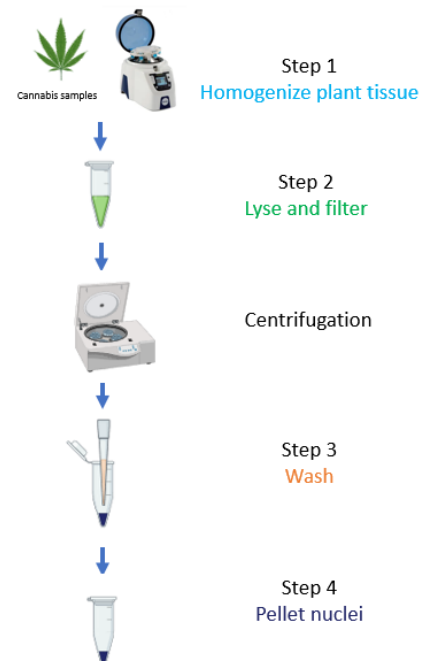 Step 1
Homogenize plant tissue
Cannabis samples
Step 2
Lyse and filter
Centrifugation
Step 3
Wash
Step 4
Pellet nuclei